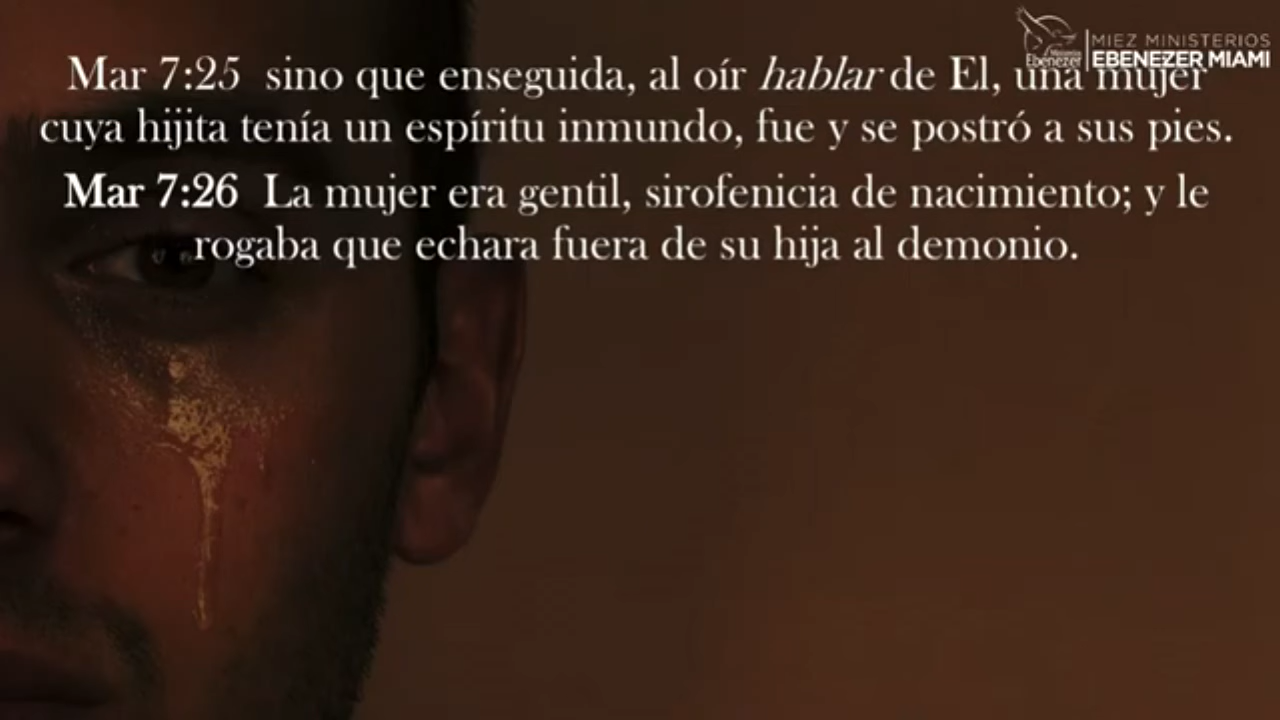 MIEZ MINISTERIOS
EBENEZER MIAMI
Ebenezer
Mar 7:25 sino que enseguida, al oír hablar de El, una mujer
cuya hijita tenía un espíritu inmundo, fue y se postró a sus pies.
Mar 7:26 La mujer era gentil, sirofenicia de nacimiento; y le
rogaba que echara fuera de su hija al demonio.